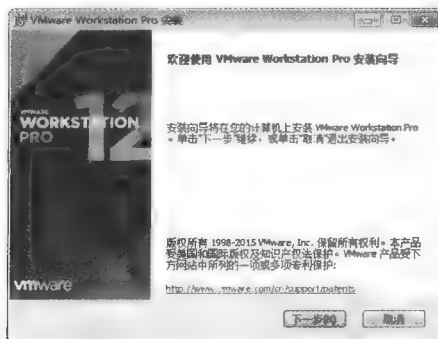 VMware Workstation Pro 安装
欢迎使用 VMware Workstation Pro 安装向导
vmware
WORKSTATION
PRO
12
安装向导将在您的计算机上安装 VMware Workstation Pro
。单击“下一步”继续，或单击“取消”退出安装向导。
版权所有 1998-2015 VMware, Inc. 保留所有权利。本产品
受美国和国际版权及知识产权法保护。VMware 产品受下
方网站中所列的一项或多项专利保护:
http://www.vmware.com/cn/support/patents
vmware
下一步(N)
取消